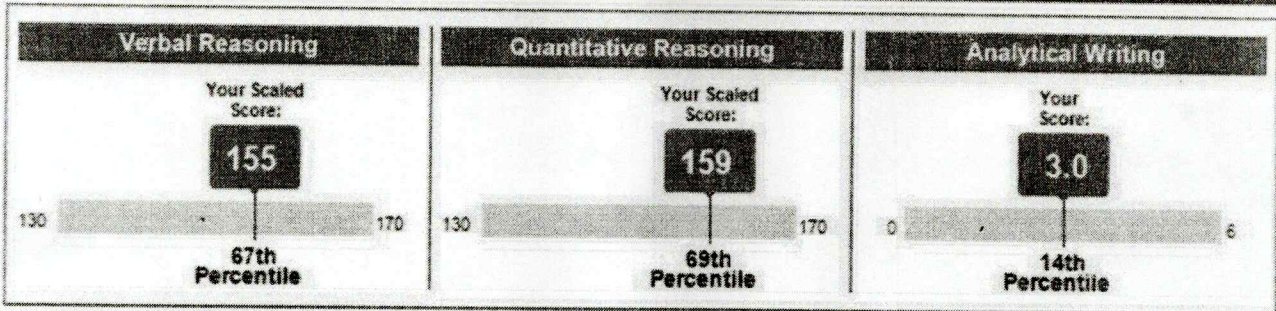 Verbal Reasoning
Your Scaled
Score:
155
130
170
67th
Percentile
Quantitative Reasoning
Your Scaled
Score:
159
130
170
69th
Percentile
Analytical Writing
Your
Score:
3.0
0
6
14th
Percentile